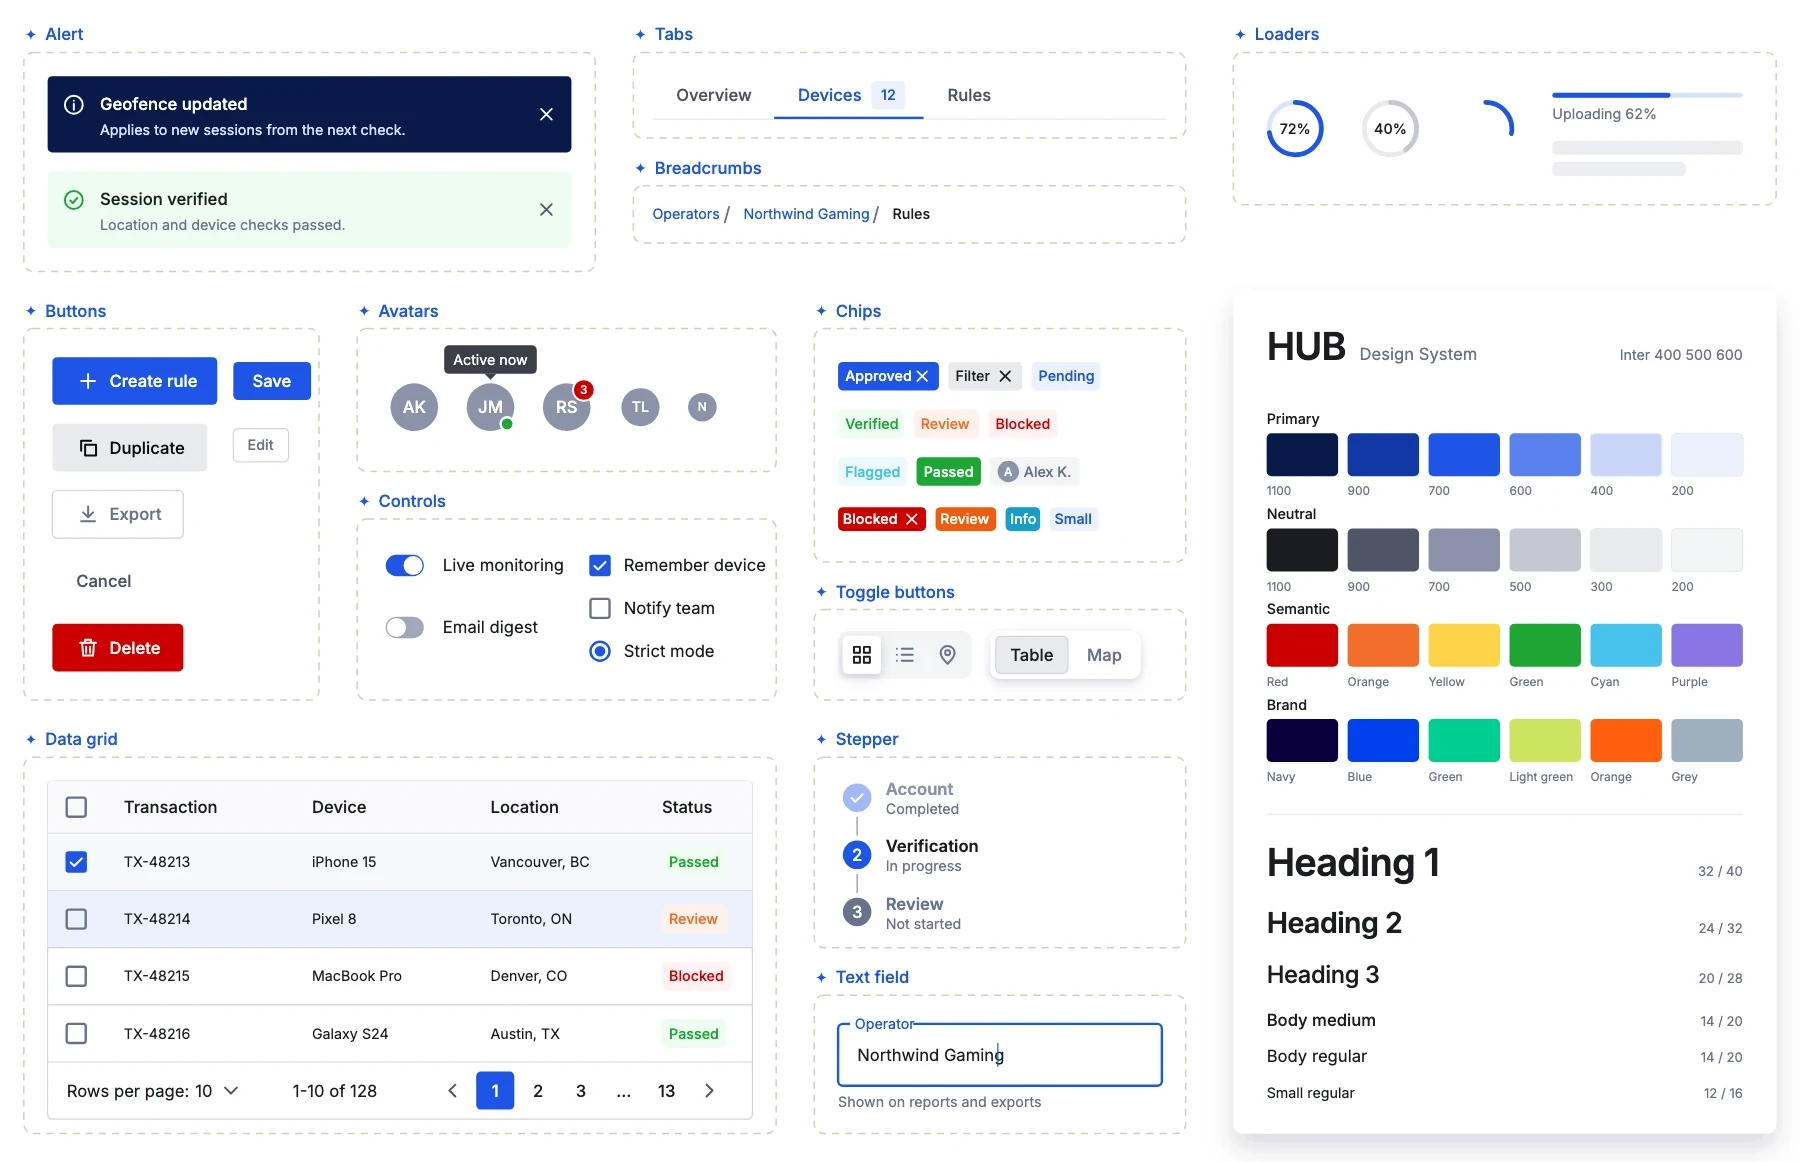 Alert
Geofence updated
Applies to new sessions from the next check.
Session verified
Location and device checks passed.
Tabs
Overview
Devices 12
Rules
Breadcrumbs
Operators / Northwind Gaming / Rules
Loaders
72%
40%
Uploading 62%
Buttons
Create rule
Save
Duplicate
Edit
Export
Cancel
Delete
Avatars
Active now
AK
JM
RS
3
TL
N
Controls
Live monitoring
Email digest
Remember device
Notify team
Strict mode
Chips
Approved
Filter
Pending
Verified
Review
Blocked
Flagged
Passed
A Alex K.
Blocked
Review
Info
Small
Toggle buttons
Table
Map
Data grid
Transaction Device Location Status
TX-48213 iPhone 15 Vancouver, BC Passed
TX-48214 Pixel 8 Toronto, ON Review
TX-48215 MacBook Pro Denver, CO Blocked
TX-48216 Galaxy S24 Austin, TX Passed
Rows per page: 10 1-10 of 128 1 2 3 ... 13
Stepper
Account
Completed
2 Verification
In progress
3 Review
Not started
Text field
Operator
Northwind Gaming
Shown on reports and exports
HUB Design System Inter 400 500 600
Primary
1100 900 700 600 400 200
Neutral
1100 900 700 500 300 200
Semantic
Red Orange Yellow Green Cyan Purple
Brand
Navy Blue Green Light green Orange Grey
Heading 1 32 / 40
Heading 2 24 / 32
Heading 3 20 / 28
Body medium 14 / 20
Body regular 14 / 20
Small regular 12 / 16